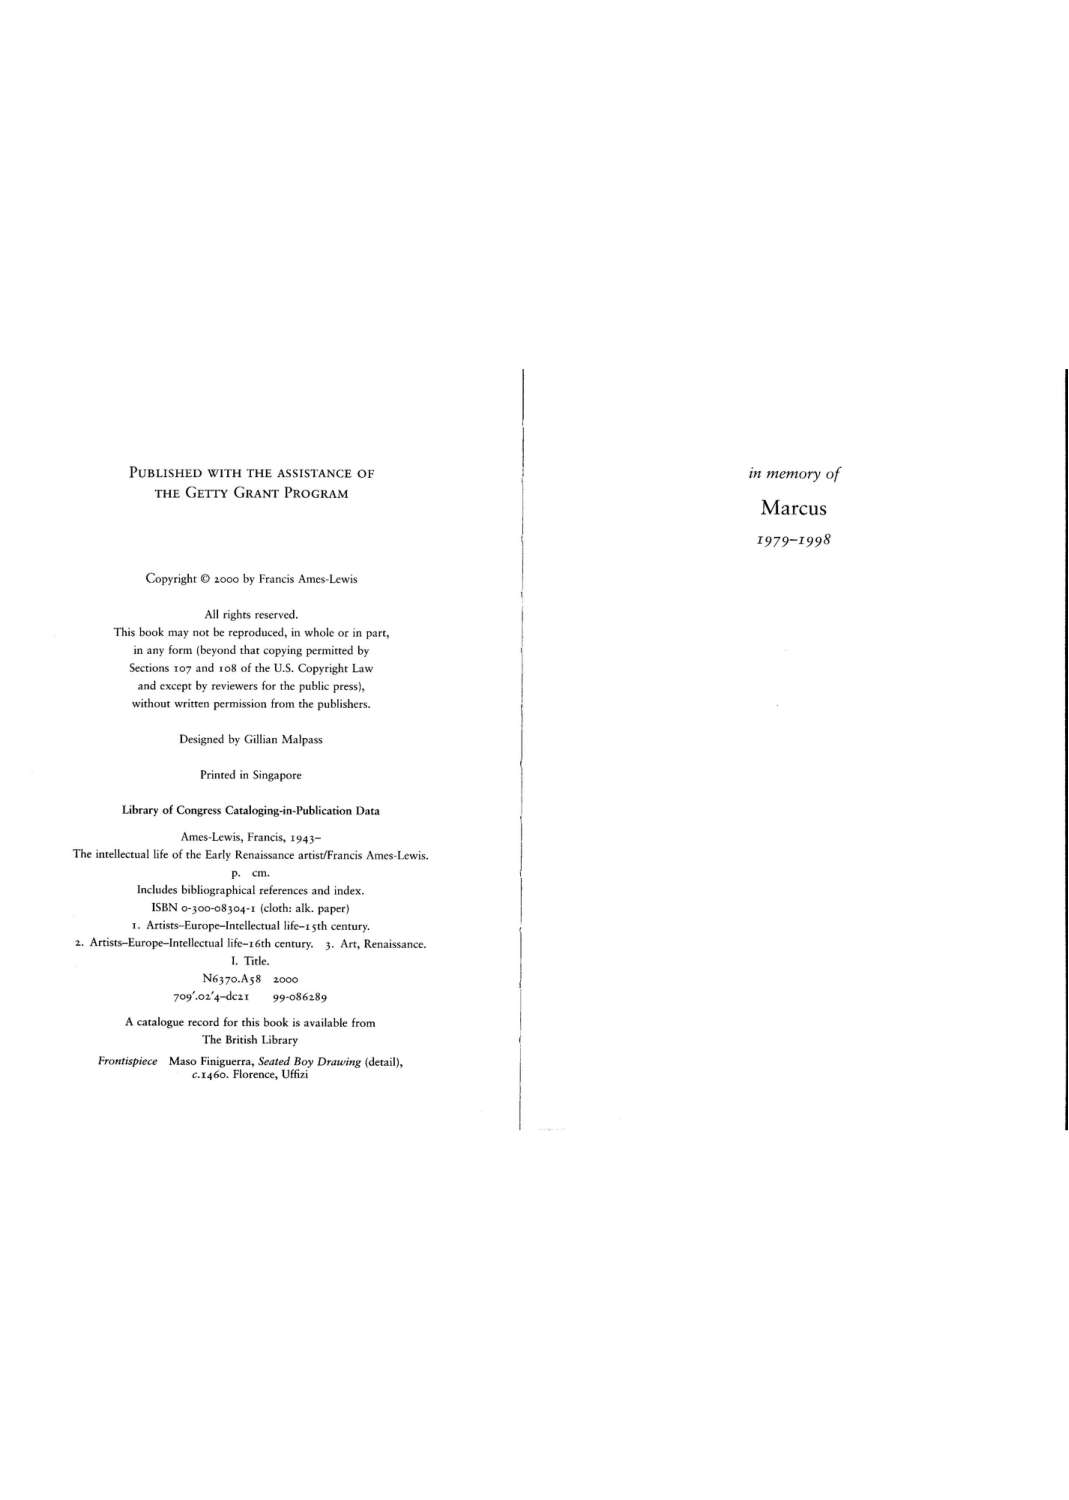 PUBLISHED WITH THE ASSISTANCE OF
THE GETTY GRANT PROGRAM
Copyright © 2000 by Francis Ames-Lewis
All rights reserved.
This book may not be reproduced, in whole or in part,
in any form (beyond that copying permitted by
Sections 107 and 108 of the U.S. Copyright Law
and except by reviewers for the public press),
without written permission from the publishers.
Designed by Gillian Malpass
Printed in Singapore
Library of Congress Cataloging-in-Publication Data
Ames-Lewis, Francis, 1943–
The intellectual life of the Early Renaissance artist/Francis Ames-Lewis.
p. cm.
Includes bibliographical references and index.
ISBN 0-300-08304-1 (cloth: alk. paper)
1. Artists–Europe–Intellectual life–15th century.
2. Artists–Europe–Intellectual life–16th century. 3. Art, Renaissance.
I. Title.
N6370.A58 2000
709′.02′4–dc21 99-086289
A catalogue record for this book is available from
The British Library
Frontispiece Maso Finiguerra, Seated Boy Drawing (detail),
c.1460. Florence, Uffizi
in memory of
Marcus
1979–1998